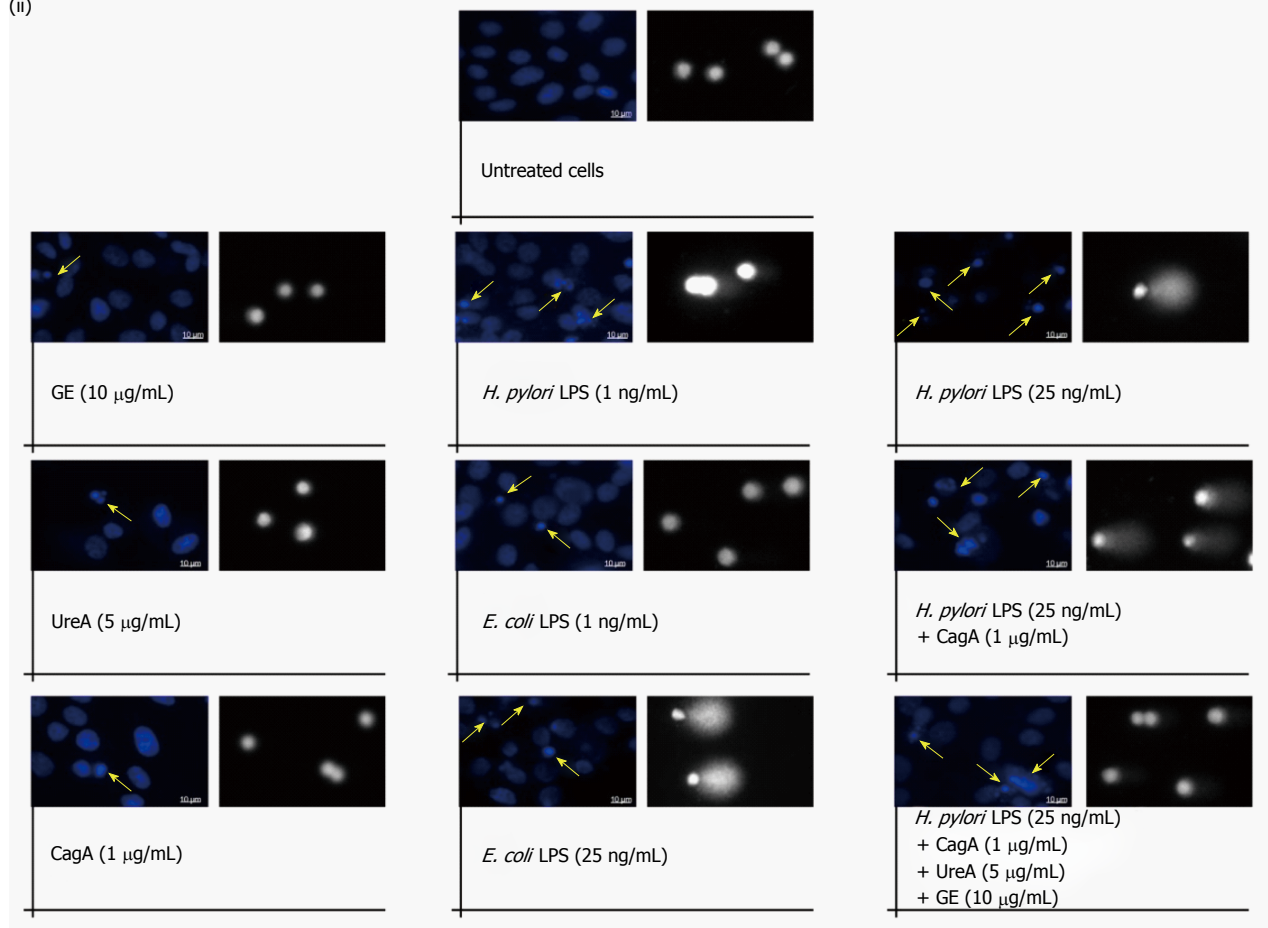 (ii)
10 µm
Untreated cells
10 µm
10 µm
10 µm
GE (10 µg/mL)
H. pylori LPS (1 ng/mL)
H. pylori LPS (25 ng/mL)
10 µm
10 µm
10 µm
UreA (5 µg/mL)
E. coli LPS (1 ng/mL)
H. pylori LPS (25 ng/mL)
+ CagA (1 µg/mL)
10 µm
10 µm
10 µm
CagA (1 µg/mL)
E. coli LPS (25 ng/mL)
H. pylori LPS (25 ng/mL)
+ CagA (1 µg/mL)
+ UreA (5 µg/mL)
+ GE (10 µg/mL)